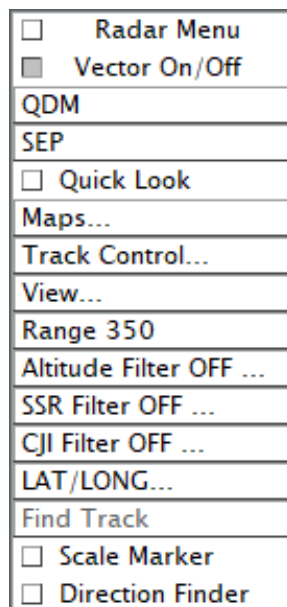 Radar Menu
Vector On/Off
QDM
SEP
Quick Look
Maps...
Track Control...
View...
Range 350
Altitude Filter OFF ...
SSR Filter OFF ...
CJI Filter OFF ...
LAT/LONG...
Find Track
Scale Marker
Direction Finder